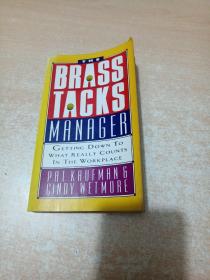 THE
BRASS
TACKS
MANAGER
GETTING DOWN TO
WHAT REALLY COUNTS
IN THE WORKPLACE
PAT KAUFMAN &
CINDY WETMORE